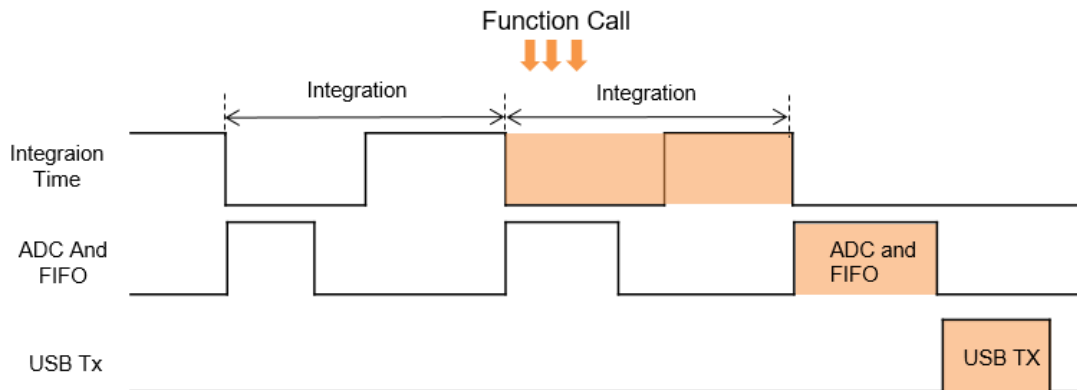 Function Call
Integration
Integration
Integraion
Time
ADC And
FIFO
ADC and
FIFO
USB Tx
USB TX